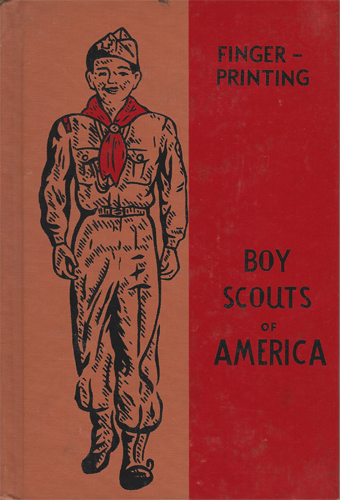 FINGER-
PRINTING
BOY
SCOUTS
OF
AMERICA